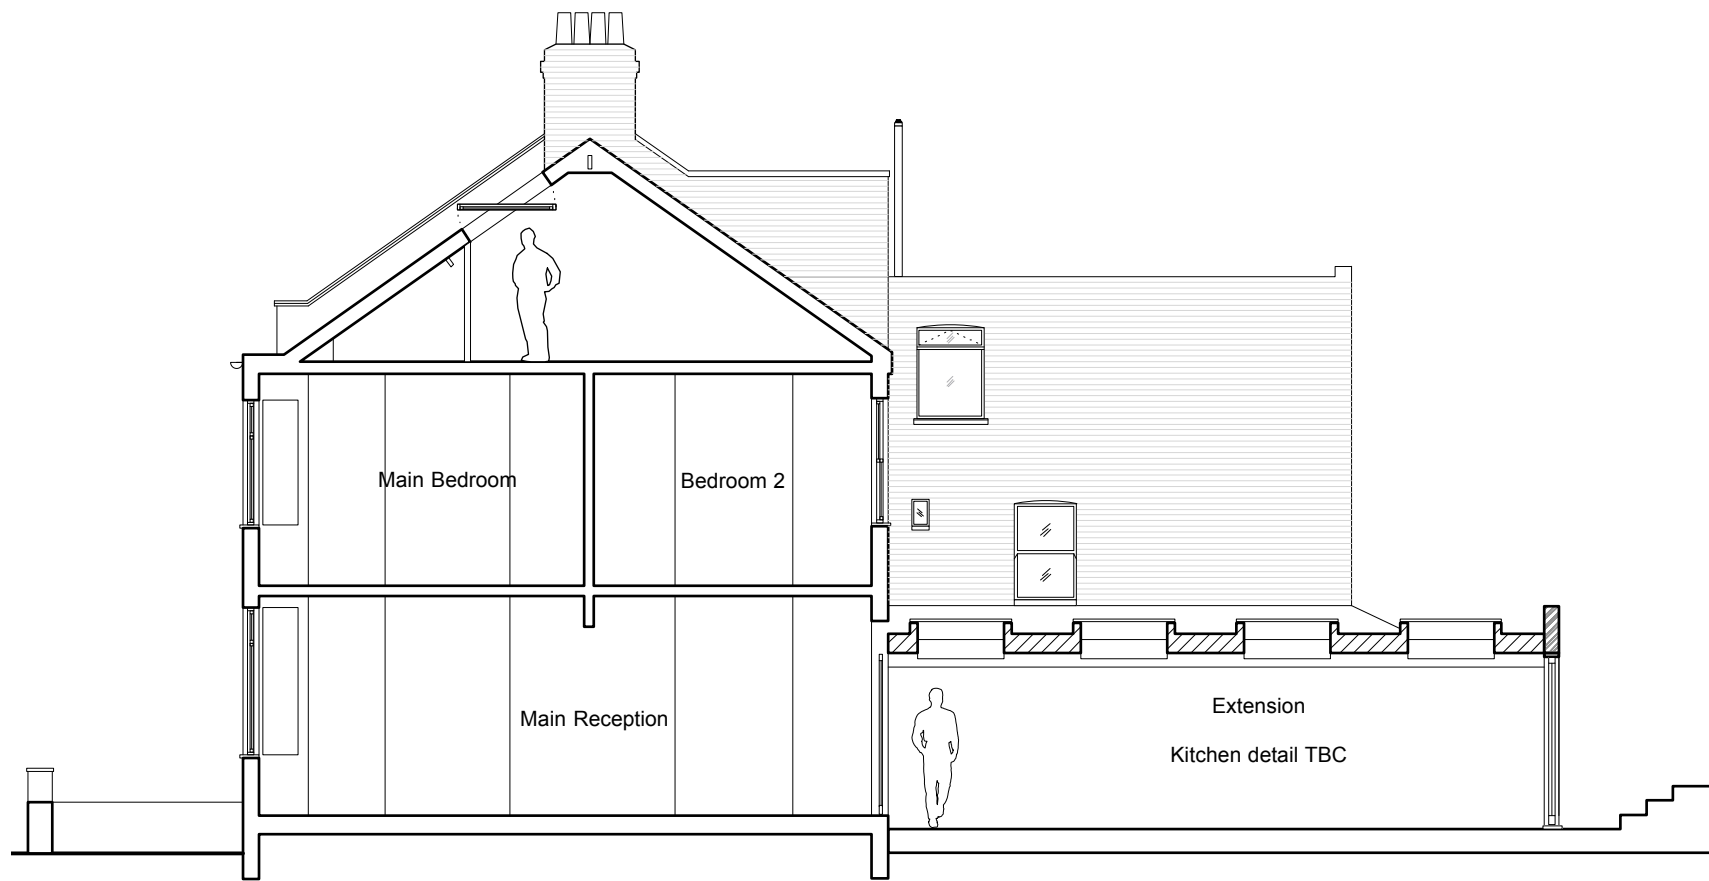 Main Bedroom
Bedroom 2
Main Reception
Extension
Kitchen detail TBC